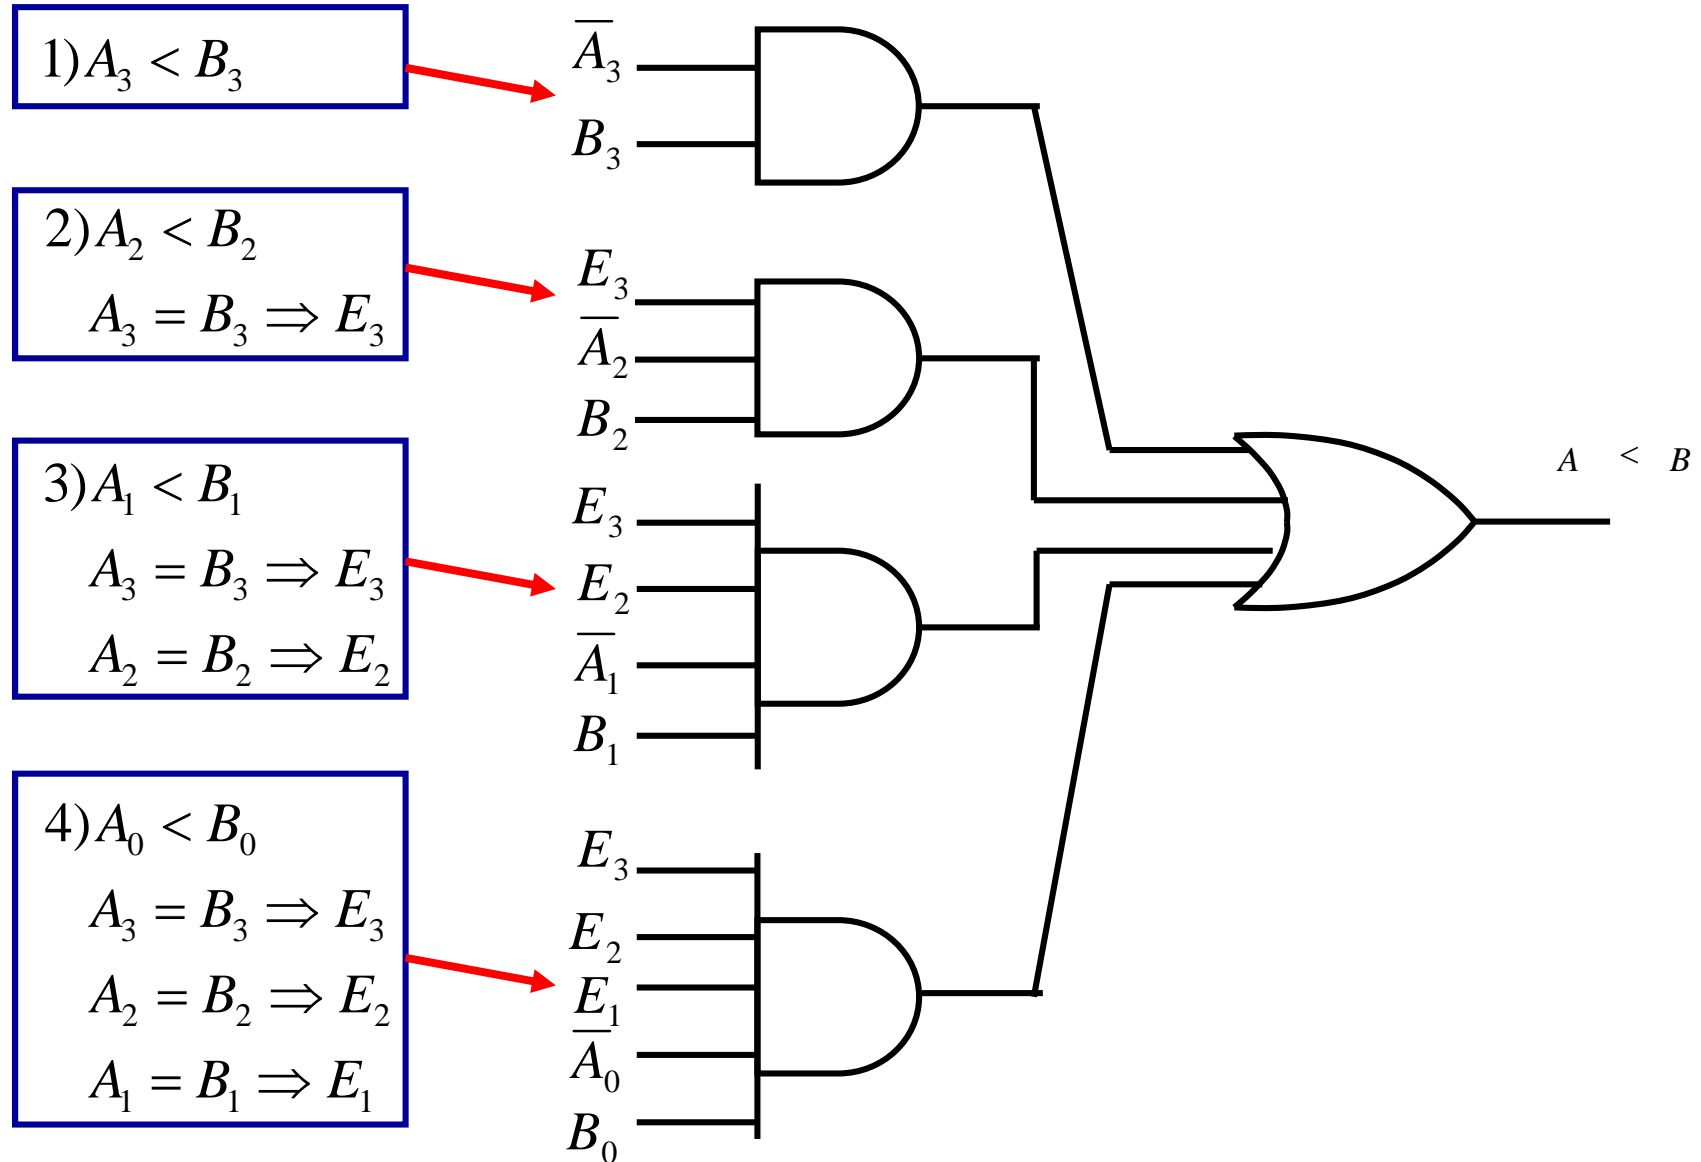 1) A₃ < B₃
A̅₃
B₃
2) A₂ < B₂
A₃ = B₃ ⇒ E₃
E₃
A̅₂
B₂
3) A₁ < B₁
A₃ = B₃ ⇒ E₃
A₂ = B₂ ⇒ E₂
E₃
E₂
A̅₁
B₁
4) A₀ < B₀
A₃ = B₃ ⇒ E₃
A₂ = B₂ ⇒ E₂
A₁ = B₁ ⇒ E₁
E₃
E₂
E₁
A̅₀
B₀
A < B